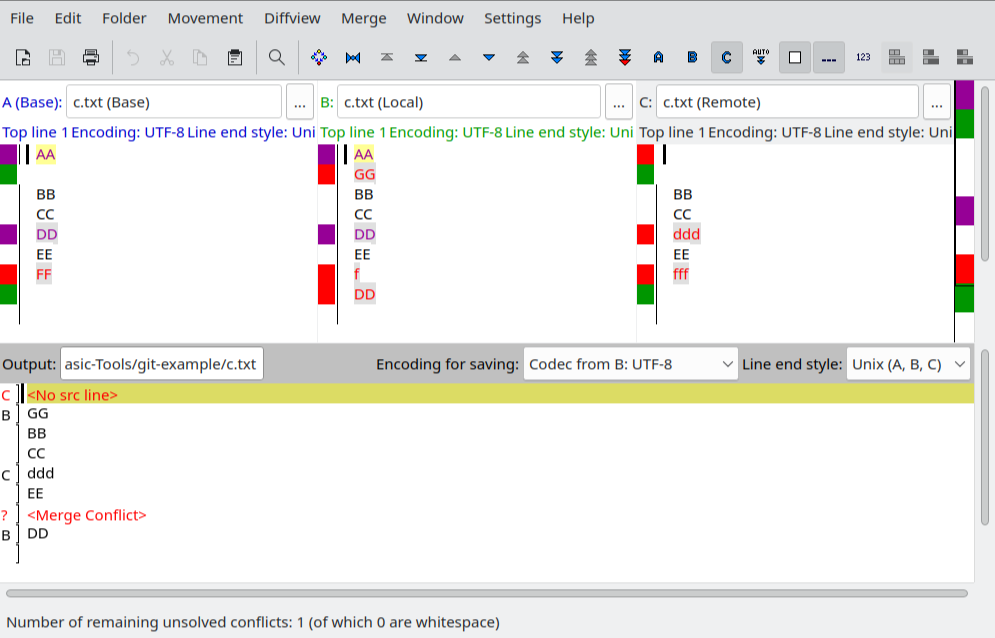 File Edit Folder Movement Diffview Merge Window Settings Help
A B C AUTO 123
A (Base): c.txt (Base) ... B: c.txt (Local) ... C: c.txt (Remote) ...
Top line 1 Encoding: UTF-8 Line end style: Uni Top line 1 Encoding: UTF-8 Line end style: Uni Top line 1 Encoding: UTF-8 Line end style: Uni
AA AA
GG
BB BB BB
CC CC CC
DD DD ddd
EE EE EE
FF f fff
DD
Output: asic-Tools/git-example/c.txt Encoding for saving: Codec from B: UTF-8 Line end style: Unix (A, B, C)
C <No src line>
B GG
BB
CC
C ddd
EE
? <Merge Conflict>
B DD
Number of remaining unsolved conflicts: 1 (of which 0 are whitespace)